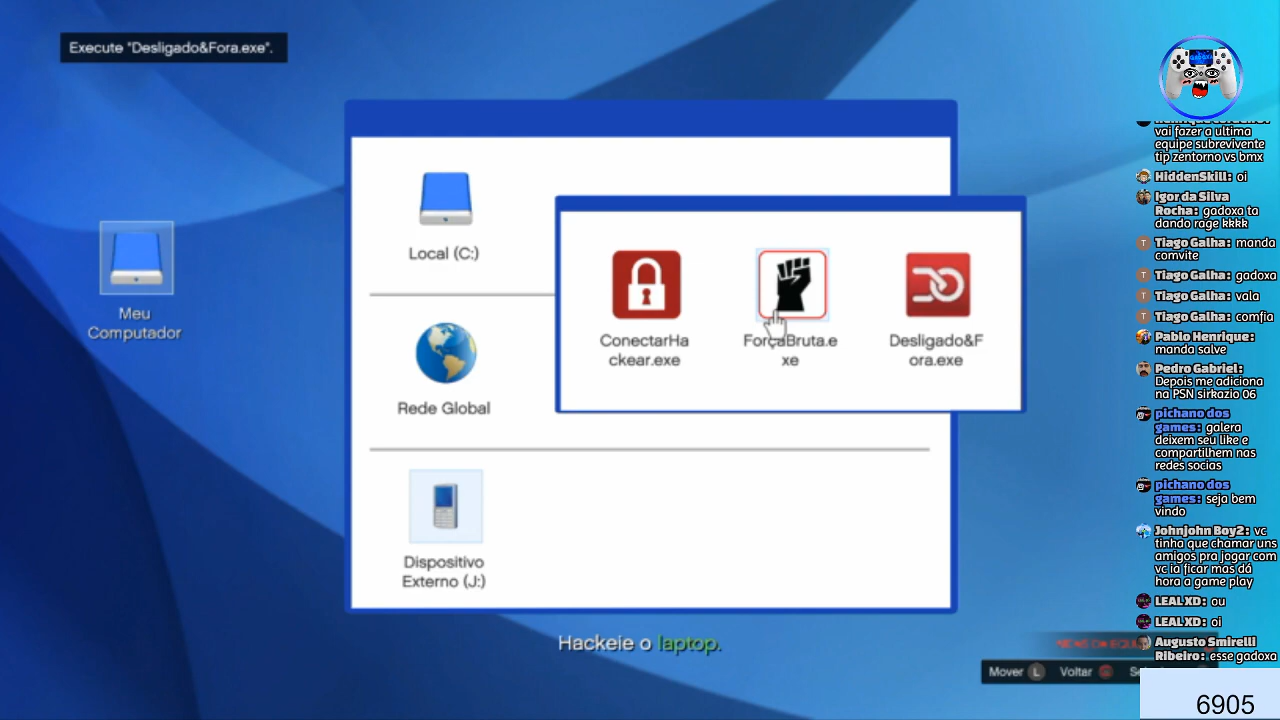 Execute "Desligado&Fora.exe".
Local (C:)
Meu
Computador
ConectarHa
ckear.exe
ForçaBruta.e
xe
Desligado&F
ora.exe
Rede Global
Dispositivo
Externo (J:)
Hackeie o laptop.
Mover L Voltar
vai fazer a ultima
equipe subrevivente
tip zentorno vs bmx
HiddenSkill: oi
Igor da Silva
Rocha: gadoxa ta
dando rage kkkk
T Tiago Galha: manda
comvite
T Tiago Galha: gadoxa
T Tiago Galha: vala
T Tiago Galha: comfia
Pablo Henrique:
manda salve
Pedro Gabriel:
Depois me adiciona
na PSN sirkazio 06
pichano dos
games: galera
deixem seu like e
compartilhem nas
redes socias
pichano dos
games: seja bem
vindo
Johnjohn Boy2: vc
tinha que chamar uns
amigos pra jogar com
vc ia ficar mas dá
hora a game play
LEAL XD: ou
LEAL XD: oi
Augusto Smirelli
Ribeiro: esse gadoxa
6905